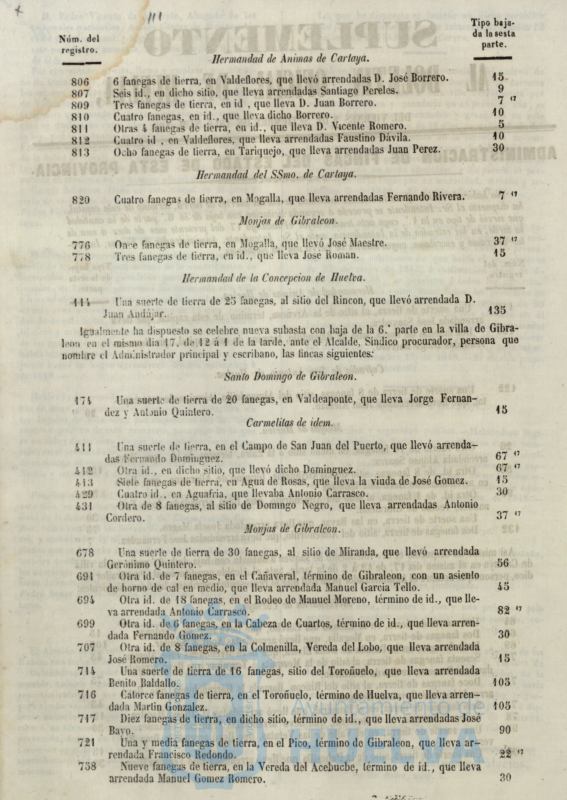 Núm. del
registro.
Tipo baja-
da la sesta
parte.
Hermandad de Animas de Cartaya.
806 6 fanegas de tierra, en Valdeflores, que llevó arrendadas D. José Borrero. 15
807 Seis id., en dicho sitio, que lleva arrendadas Santiago Pereles. 9
809 Tres fanegas de tierra, en id , que lleva D. Juan Borrero. 7 17
810 Cuatro fanegas, en id., que lleva dicho Borrero. 10
811 Otras 4 fanegas de tierra, en id., que lleva D. Vicente Romero. 5
812 Cuatro id , en Valdeflores, que lleva arrendadas Faustino Dávila. 10
813 Ocho fanegas de tierra, en Tariquejo, que lleva arrendadas Juan Perez. 30
Hermandad del SSmo. de Cartaya.
820 Cuatro fanegas de tierra, en Mogalla, que lleva arrendadas Fernando Rivera. 7 17
Monjas de Gibraleon.
776 Once fanegas de tierra, en Mogalla, que llevó José Maestre. 37 17
778 Tres fanegas de tierra, en id., que lleva José Roman. 15
Hermandad de la Concepcion de Huelva.
Una suerte de tierra de 25 fanegas, al sitio del Rincon, que llevó arrendada D.
Juan Andújar. 135
Igualmente ha dispuesto se celebre nueva subasta con baja de la 6.ª parte en la villa de Gibra-
leon en el mismo dia 17, de 12 á 1 de la tarde, ante el Alcalde, Síndico procurador, persona que
nombre el Administrador principal y escribano, las fincas siguientes:
Santo Domingo de Gibraleon.
174 Una suerte de tierra de 20 fanegas, en Valdeaponte, que lleva Jorge Fernan-
dez y Antonio Quintero. 15
Carmelitas de idem.
411 Una suerte de tierra, en el Campo de San Juan del Puerto, que llevó arrenda-
das Fernando Dominguez. 67 17
412 Otra id., en dicho sitio, que llevó dicho Dominguez. 67 17
413 Siete fanegas de tierra, en Agua de Rosas, que lleva la viuda de José Gomez. 15
429 Cuatro id., en Aguafria, que llevaba Antonio Carrasco. 30
431 Otra de 8 fanegas, al sitio de Domingo Negro, que lleva arrendadas Antonio
Cordero. 37 17
Monjas de Gibraleon.
678 Una suerte de tierra de 30 fanegas, al sitio de Miranda, que llevó arrendada
Gerónimo Quintero. 56
691 Otra id. de 7 fanegas, en el Cañaveral, término de Gibraleon, con un asiento
de horno de cal en medio, que lleva arrendada Manuel Garcia Tello. 45
694 Otra id. de 18 fanegas, en el Rodeo de Manuel Moreno, término de id., que lle-
va arrendada Antonio Carrasco. 82 17
699 Otra id. de 6 fanegas, en la Cabeza de Cuartos, término de id., que lleva arren-
dada Fernando Gomez. 30
707 Otra id. de 8 fanegas, en la Colmenilla, Vereda del Lobo, que lleva arrendada
José Romero. 15
714 Una suerte de tierra de 16 fanegas, sitio del Toroñuelo, que lleva arrendada
Benito Baldallo. 105
716 Catorce fanegas de tierra, en el Toroñuelo, término de Huelva, que lleva arren-
dada Martin Gonzalez. 105
717 Diez fanegas de tierra, en dicho sitio, término de id., que lleva arrendadas José
Bayo. 90
721 Una y media fanegas de tierra, en el Pico, término de Gibraleon, que lleva ar-
rendada Francisco Redondo. 22 17
758 Nueve fanegas de tierra, en la Vereda del Acebuche, término de id., que lleva
arrendada Manuel Gomez Romero. 30
Ayuntamiento de
HUELVA